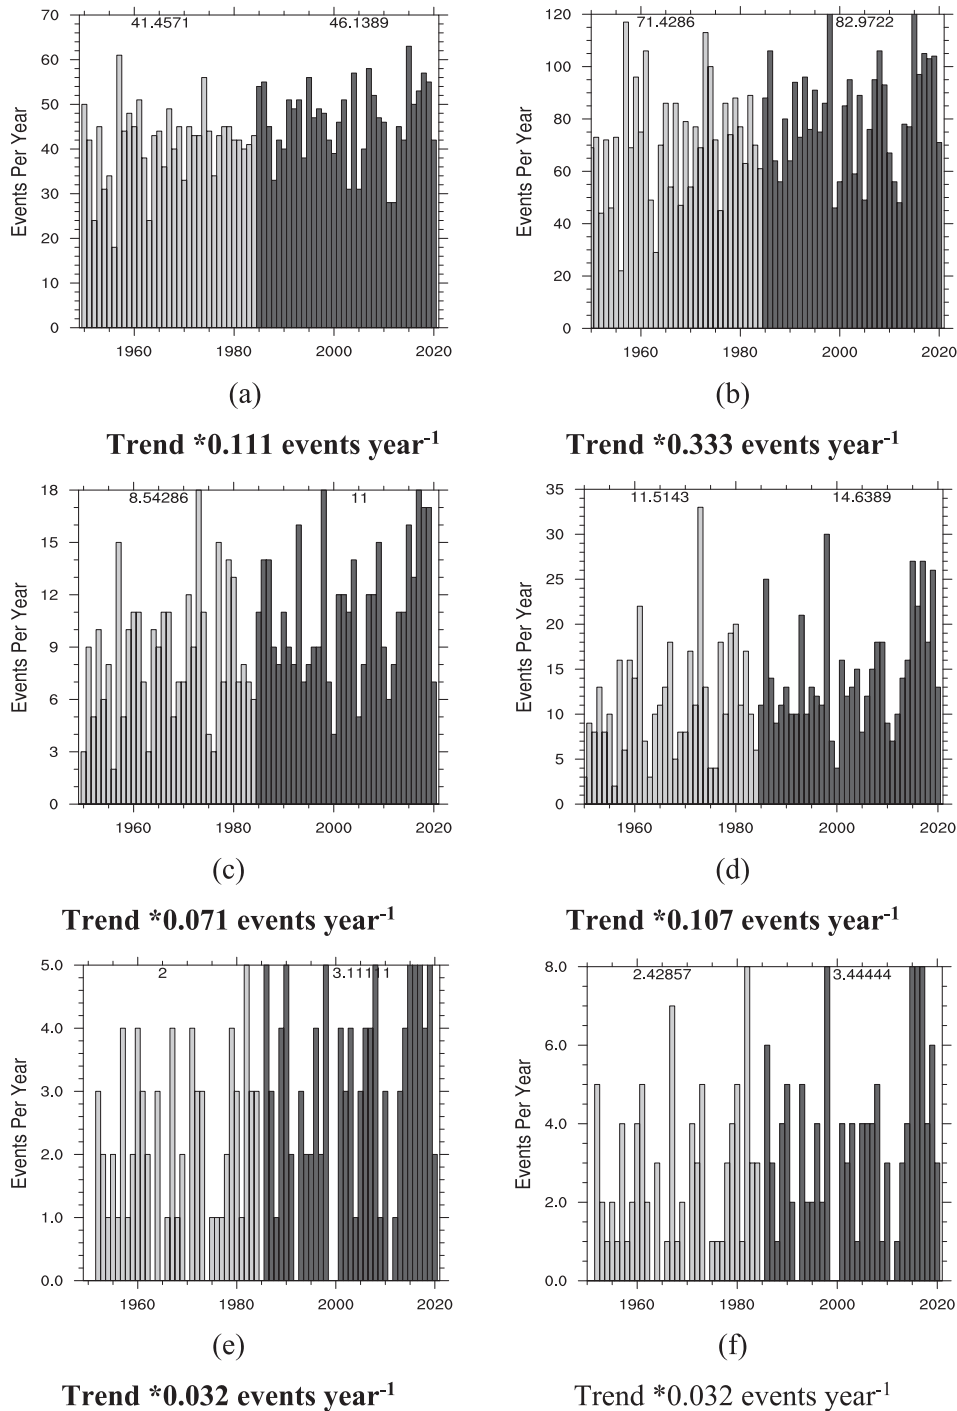 41.4571 46.1389
70
60
50
40
30
20
10
0
Events Per Year
1960 1980 2000 2020
(a)
Trend *0.111 events year-1
71.4286 82.9722
120
100
80
60
40
20
0
Events Per Year
1960 1980 2000 2020
(b)
Trend *0.333 events year-1
8.54286 11
18
15
12
9
6
3
0
Events Per Year
1960 1980 2000 2020
(c)
Trend *0.071 events year-1
11.5143 14.6389
35
30
25
20
15
10
5
0
Events Per Year
1960 1980 2000 2020
(d)
Trend *0.107 events year-1
2 3.11111
5.0
4.0
3.0
2.0
1.0
0.0
Events Per Year
1960 1980 2000 2020
(e)
Trend *0.032 events year-1
2.42857 3.44444
8.0
6.0
4.0
2.0
0.0
Events Per Year
1960 1980 2000 2020
(f)
Trend *0.032 events year-1